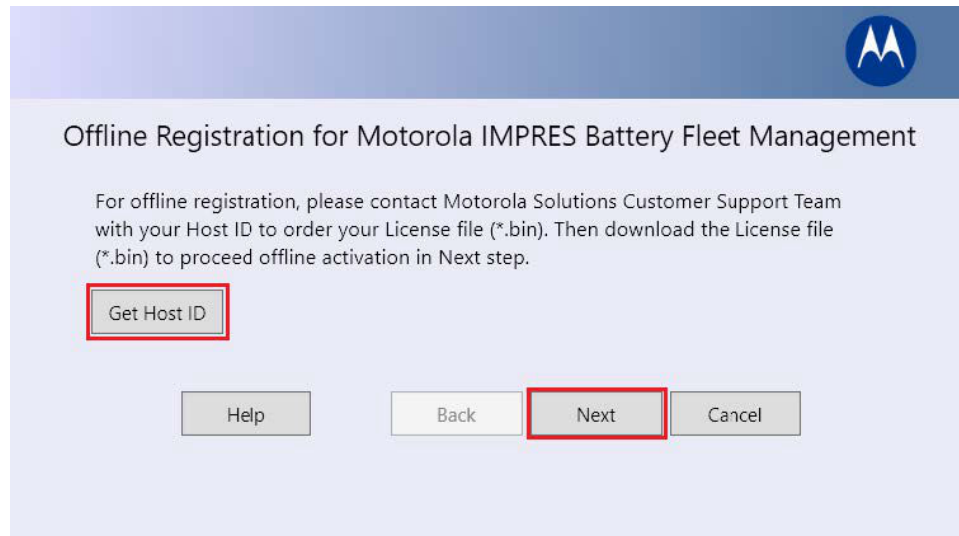 Offline Registration for Motorola IMPRES Battery Fleet Management
For offline registration, please contact Motorola Solutions Customer Support Team
with your Host ID to order your License file (*.bin). Then download the License file
(*.bin) to proceed offline activation in Next step.
Get Host ID
Help Back Next Cancel